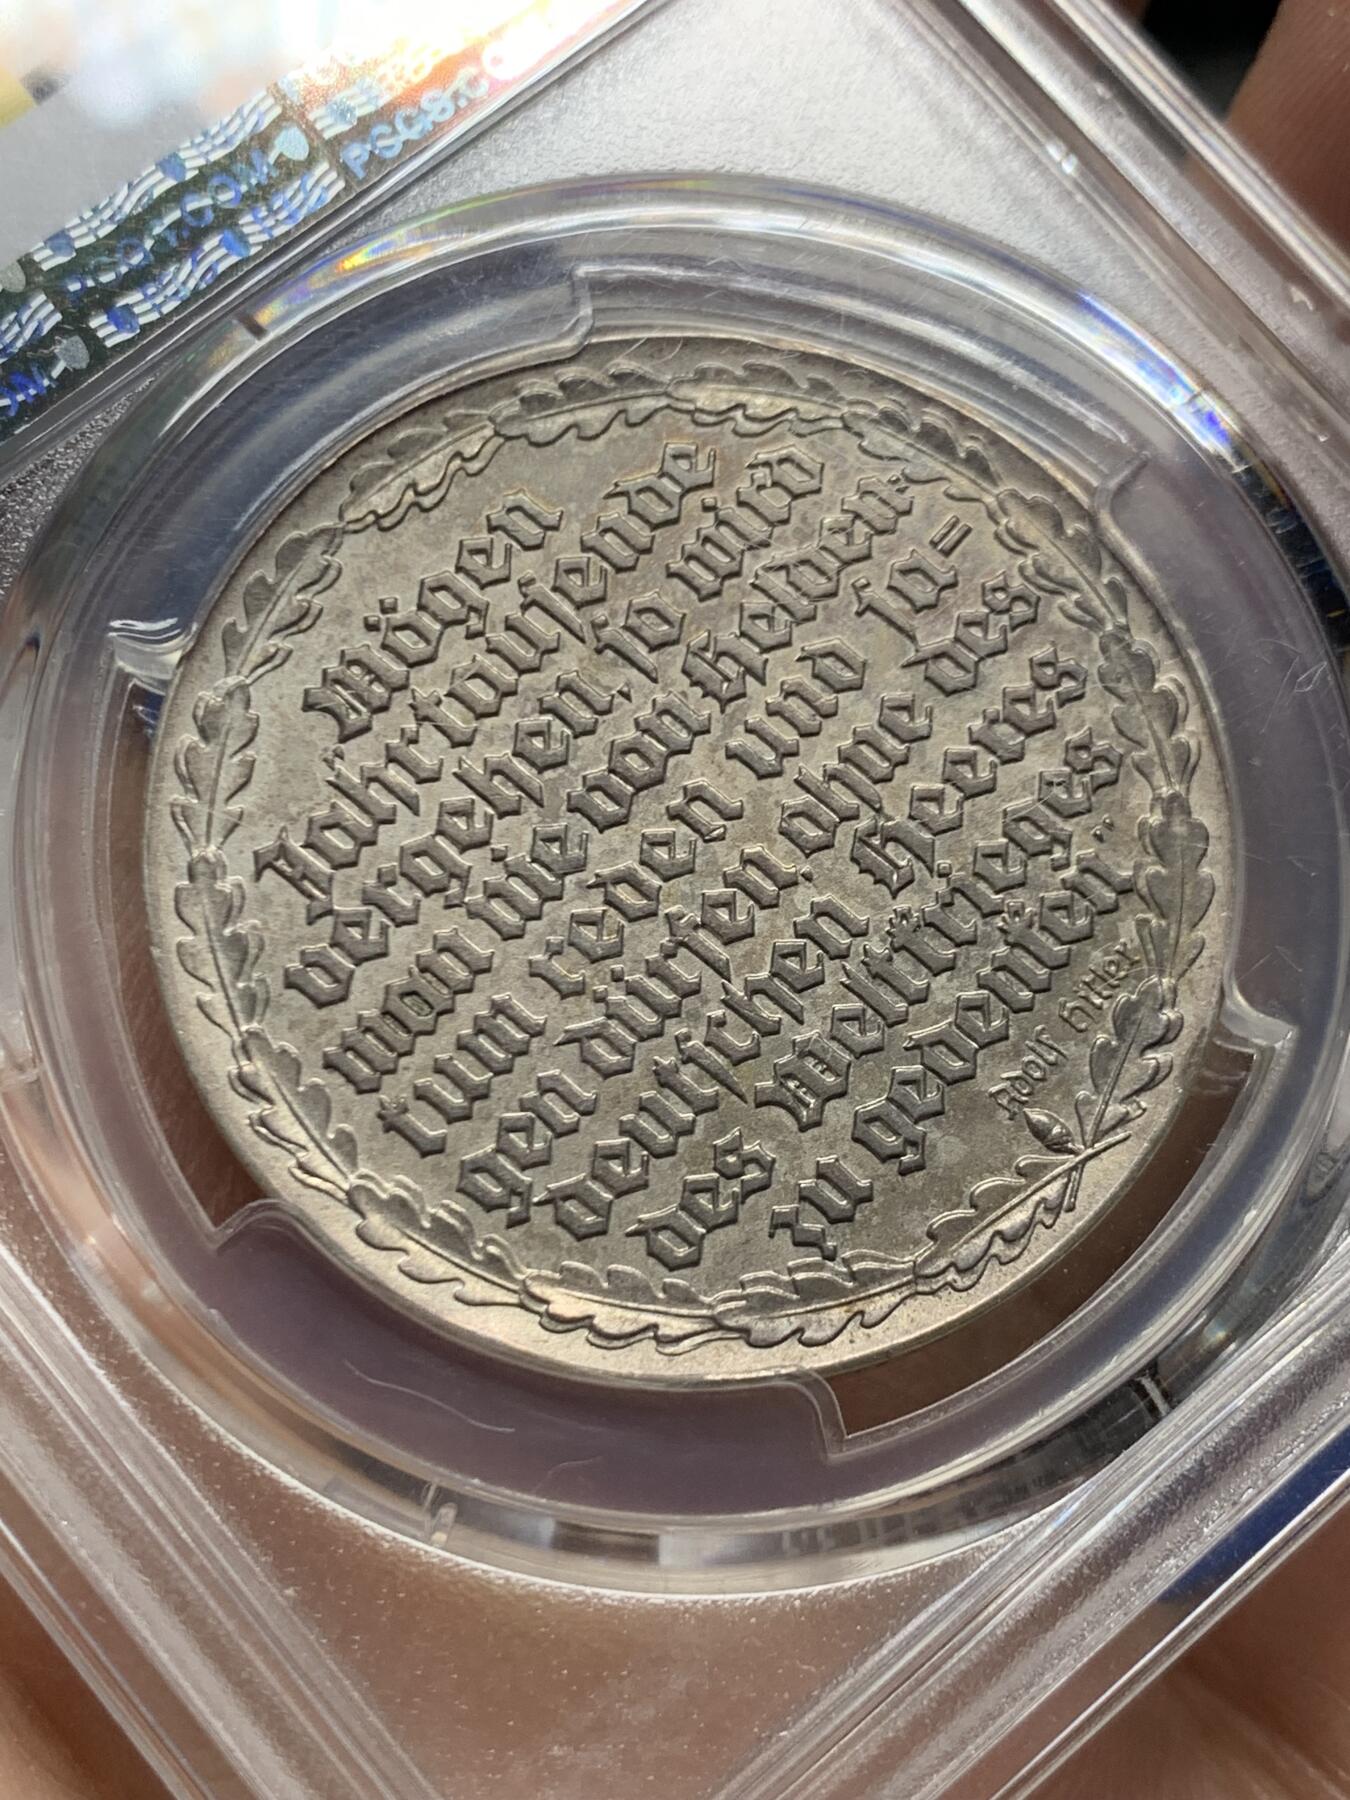 PSGS.C
.COM
Mögen
Jahrtausende
vergehen, so wird
man nie von Helden=
tum reden und sa=
gen dürfen ohne des
deutschen Heeres
des Weltkrieges
zu gedenken."
Adolf Hitler